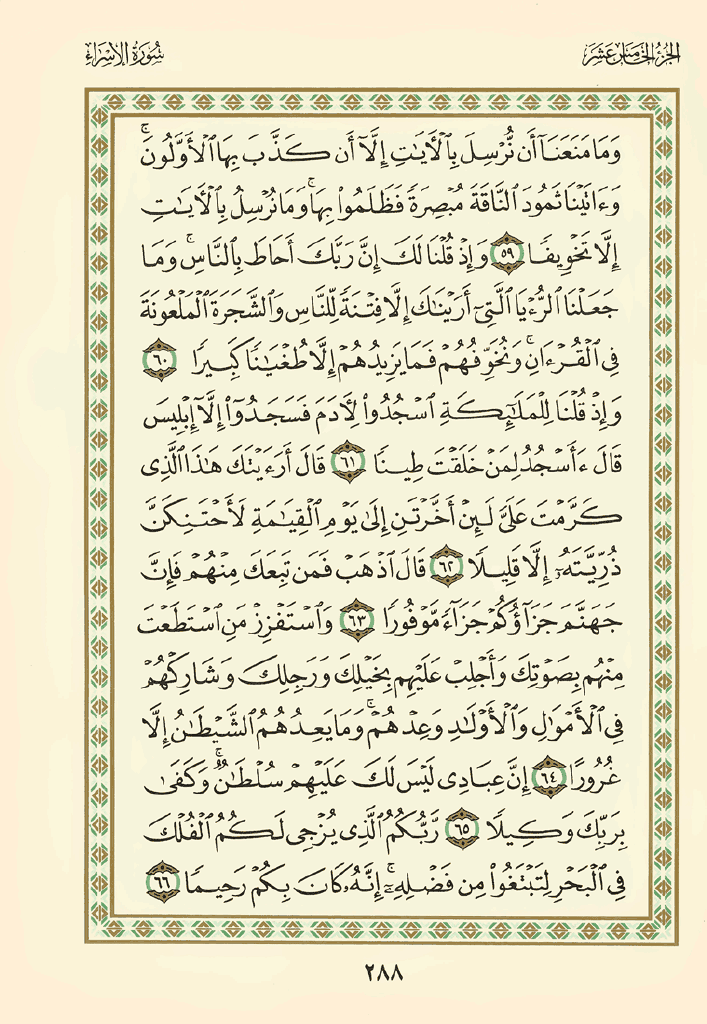 الجزء الخامس عشر
سورة الإسراء
وَمَا مَنَعَنَآ أَن نُّرْسِلَ بِٱلْأَيَٰتِ إِلَّآ أَن كَذَّبَ بِهَا ٱلْأَوَّلُونَۚ
وَءَاتَيْنَا ثَمُودَ ٱلنَّاقَةَ مُبْصِرَةً فَظَلَمُوا۟ بِهَاۚ وَمَا نُرْسِلُ بِٱلْأَيَٰتِ
إِلَّا تَخْوِيفًا ٥٩ وَإِذْ قُلْنَا لَكَ إِنَّ رَبَّكَ أَحَاطَ بِٱلنَّاسِۚ وَمَا
جَعَلْنَا ٱلرُّءْيَا ٱلَّتِىٓ أَرَيْنَٰكَ إِلَّا فِتْنَةً لِّلنَّاسِ وَٱلشَّجَرَةَ ٱلْمَلْعُونَةَ
فِى ٱلْقُرْءَانِۚ وَنُخَوِّفُهُمْ فَمَا يَزِيدُهُمْ إِلَّا طُغْيَٰنًا كَبِيرًا ٦٠
وَإِذْ قُلْنَا لِلْمَلَٰٓئِكَةِ ٱسْجُدُوا۟ لِأَدَمَ فَسَجَدُوٓا۟ إِلَّآ إِبْلِيسَ
قَالَ ءَأَسْجُدُ لِمَنْ خَلَقْتَ طِينًا ٦١ قَالَ أَرَءَيْتَكَ هَٰذَا ٱلَّذِى
كَرَّمْتَ عَلَىَّ لَئِنْ أَخَّرْتَنِ إِلَىٰ يَوْمِ ٱلْقِيَٰمَةِ لَأَحْتَنِكَنَّ
ذُرِّيَّتَهُۥٓ إِلَّا قَلِيلًا ٦٢ قَالَ ٱذْهَبْ فَمَن تَبِعَكَ مِنْهُمْ فَإِنَّ
جَهَنَّمَ جَزَآؤُكُمْ جَزَآءً مَّوْفُورًا ٦٣ وَٱسْتَفْزِزْ مَنِ ٱسْتَطَعْتَ
مِنْهُم بِصَوْتِكَ وَأَجْلِبْ عَلَيْهِم بِخَيْلِكَ وَرَجِلِكَ وَشَارِكْهُمْ
فِى ٱلْأَمْوَٰلِ وَٱلْأَوْلَٰدِ وَعِدْهُمْۚ وَمَا يَعِدُهُمُ ٱلشَّيْطَٰنُ إِلَّا
غُرُورًا ٦٤ إِنَّ عِبَادِى لَيْسَ لَكَ عَلَيْهِمْ سُلْطَٰنٌۚ وَكَفَىٰ
بِرَبِّكَ وَكِيلًا ٦٥ رَّبُّكُمُ ٱلَّذِى يُزْجِى لَكُمُ ٱلْفُلْكَ
فِى ٱلْبَحْرِ لِتَبْتَغُوا۟ مِن فَضْلِهِۦٓۚ إِنَّهُۥ كَانَ بِكُمْ رَحِيمًا ٦٦
٢٨٨